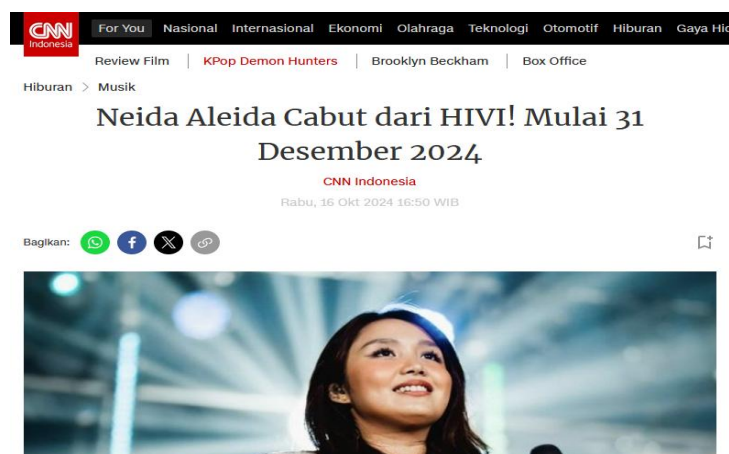 CNN
Indonesia
For You Nasional Internasional Ekonomi Olahraga Teknologi Otomotif Hiburan Gaya
Review Film | KPop Demon Hunters | Brooklyn Beckham | Box Office
Hiburan > Musik
Neida Aleida Cabut dari HIVI! Mulai 31
Desember 2024
CNN Indonesia
Rabu, 16 Okt 2024 16:50 WIB
Bagikan: